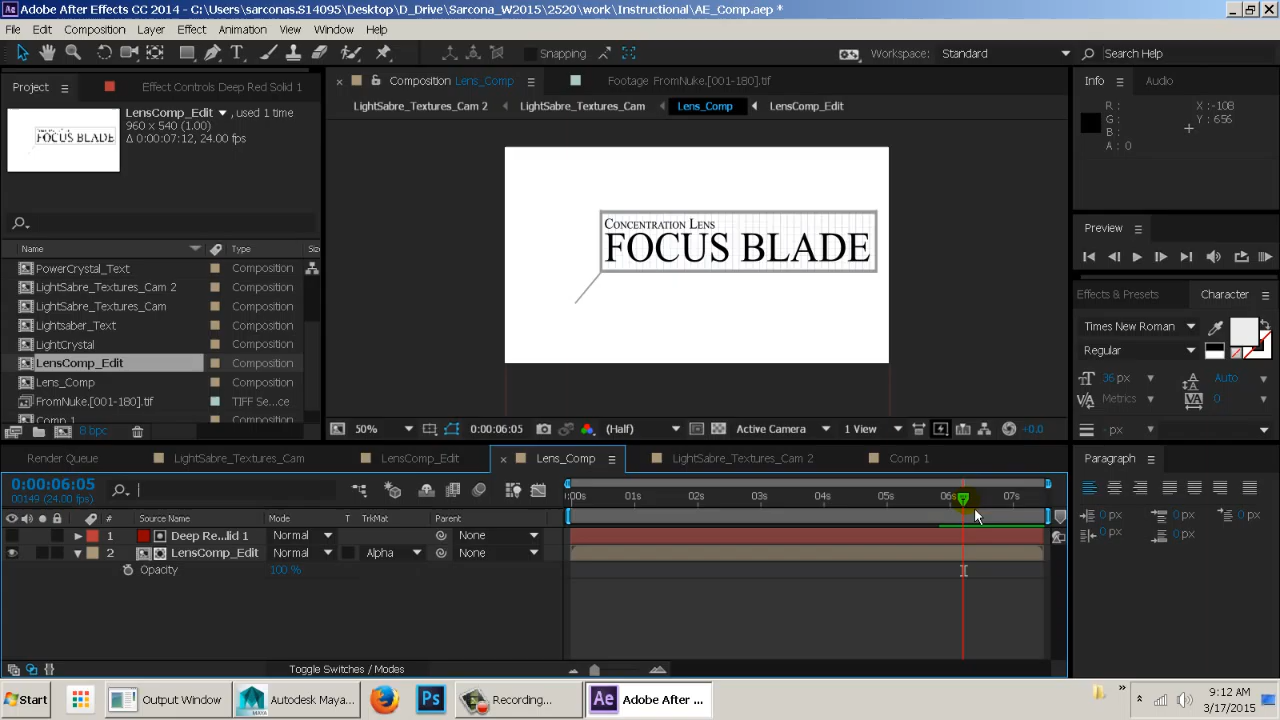 Adobe After Effects CC 2014 - C:\Users\sarconas.S14095\Desktop\D_Drive\Sarcona_W2015\2520\work\Instructional\AE_Comp.aep *
File Edit Composition Layer Effect Animation View Window Help
Snapping
Workspace: Standard
Search Help
Project
Effect Controls Deep Red Solid 1
Composition Lens_Comp
Footage FromNuke.[001-180].tif
Info
Audio
LensComp_Edit ▼ , used 1 time
960 x 540 (1.00)
Δ 0:00:07:12, 24.00 fps
LightSabre_Textures_Cam 2
LightSabre_Textures_Cam
Lens_Comp
LensComp_Edit
R :
G :
B :
A : 0
X : -108
Y : 656
FOCUS BLADE
Concentration Lens
FOCUS BLADE
Preview
Name Type Si
PowerCrystal_Text Composition
LightSabre_Textures_Cam 2 Composition
LightSabre_Textures_Cam Composition
Lightsaber_Text Composition
LightCrystal Composition
LensComp_Edit Composition
Lens_Comp Composition
FromNuke.[001-180].tif TIFF Se...ce
Comp 1 Composition
8 bpc
Effects & Presets
Character
Times New Roman
Regular
36 px
Auto
Metrics
0
- px
50%
0:00:06:05
(Half)
Active Camera
1 View
+0.0
Render Queue
LightSabre_Textures_Cam
LensComp_Edit
Lens_Comp
LightSabre_Textures_Cam 2
Comp 1
Paragraph
0:00:06:05
00149 (24.00 fps)
:00s 01s 02s 03s 04s 05s 06s 07s
# Source Name Mode T TrkMat Parent
1 Deep Re...lid 1 Normal None
2 LensComp_Edit Normal Alpha None
Opacity 100 %
0 px 0 px
0 px 0 px
0 px
Toggle Switches / Modes
Start
Output Window
Autodesk Maya...
Ps
Recording...
Ae Adobe After ...
3:12 AM
3/17/2015